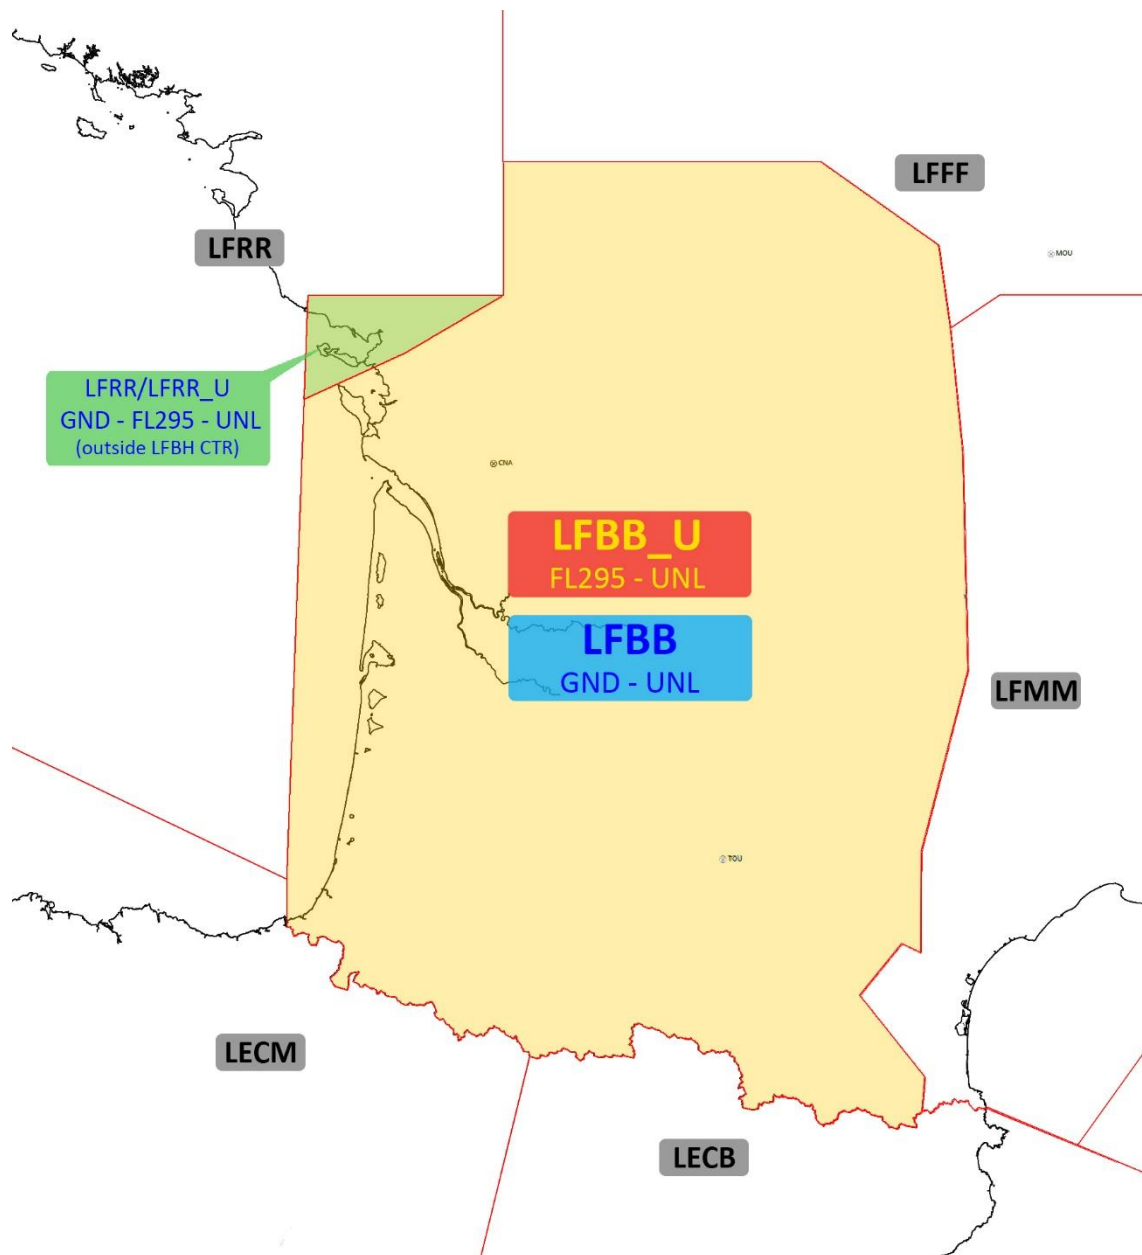 LFFF
MOU
LFRR
LFRR/LFRR_U
GND - FL295 - UNL
(outside LFBH CTR)
CNA
LFBB_U
FL295 - UNL
LFBB
GND - UNL
LFMM
TOU
LECM
LECB